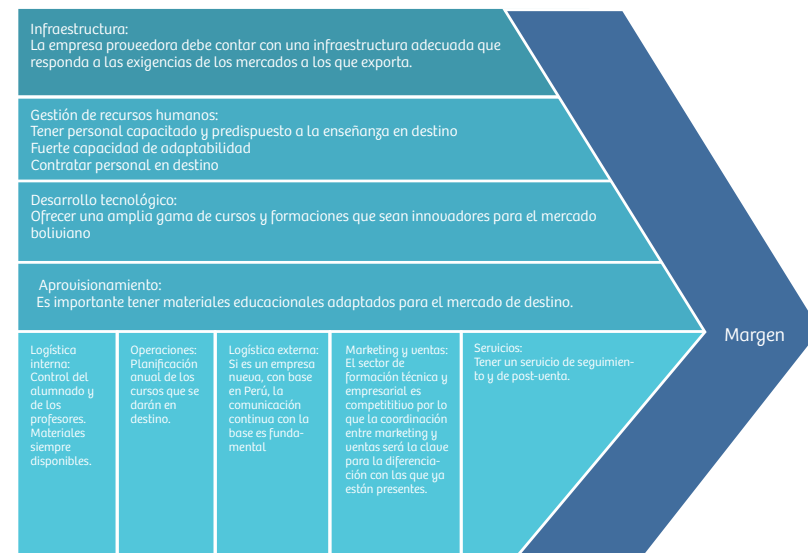 Infraestructura:
La empresa proveedora debe contar con una infraestructura adecuada que
responda a las exigencias de los mercados a los que exporta.
Gestión de recursos humanos:
Tener personal capacitado y predispuesto a la enseñanza en destino
Fuerte capacidad de adaptabilidad
Contratar personal en destino
Desarrollo tecnológico:
Ofrecer una amplia gama de cursos y formaciones que sean innovadores para el mercado
boliviano
Aprovisionamiento:
Es importante tener materiales educacionales adaptados para el mercado de destino.
Logística
interna:
Control del
alumnado y
de los
profesores.
Materiales
siempre
disponibles.
Operaciones:
Planificación
anual de los
cursos que se
darán en
destino.
Logística externa:
Si es un empresa
nueva, con base
en Perú, la
comunicación
continua con la
base es funda-
mental
Marketing y ventas:
El sector de
formación técnica y
empresarial es
competititivo por lo
que la coordinación
entre marketing y
ventas será la clave
para la diferencia-
ción con las que ya
están presentes.
Servicios:
Tener un servicio de seguimien-
to y de post-venta.
Margen